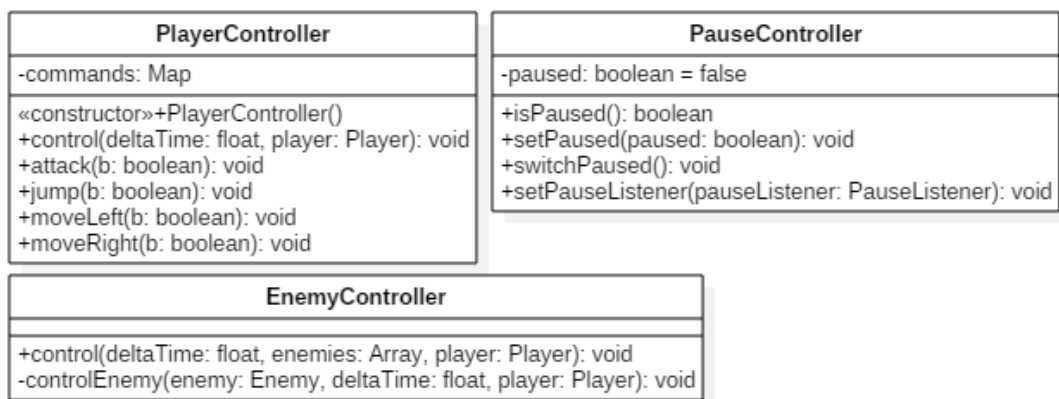 PlayerController
-commands: Map
«constructor»+PlayerController()
+control(deltaTime: float, player: Player): void
+attack(b: boolean): void
+jump(b: boolean): void
+moveLeft(b: boolean): void
+moveRight(b: boolean): void
PauseController
-paused: boolean = false
+isPaused(): boolean
+setPaused(paused: boolean): void
+switchPaused(): void
+setPauseListener(pauseListener: PauseListener): void
EnemyController
+control(deltaTime: float, enemies: Array, player: Player): void
-controlEnemy(enemy: Enemy, deltaTime: float, player: Player): void